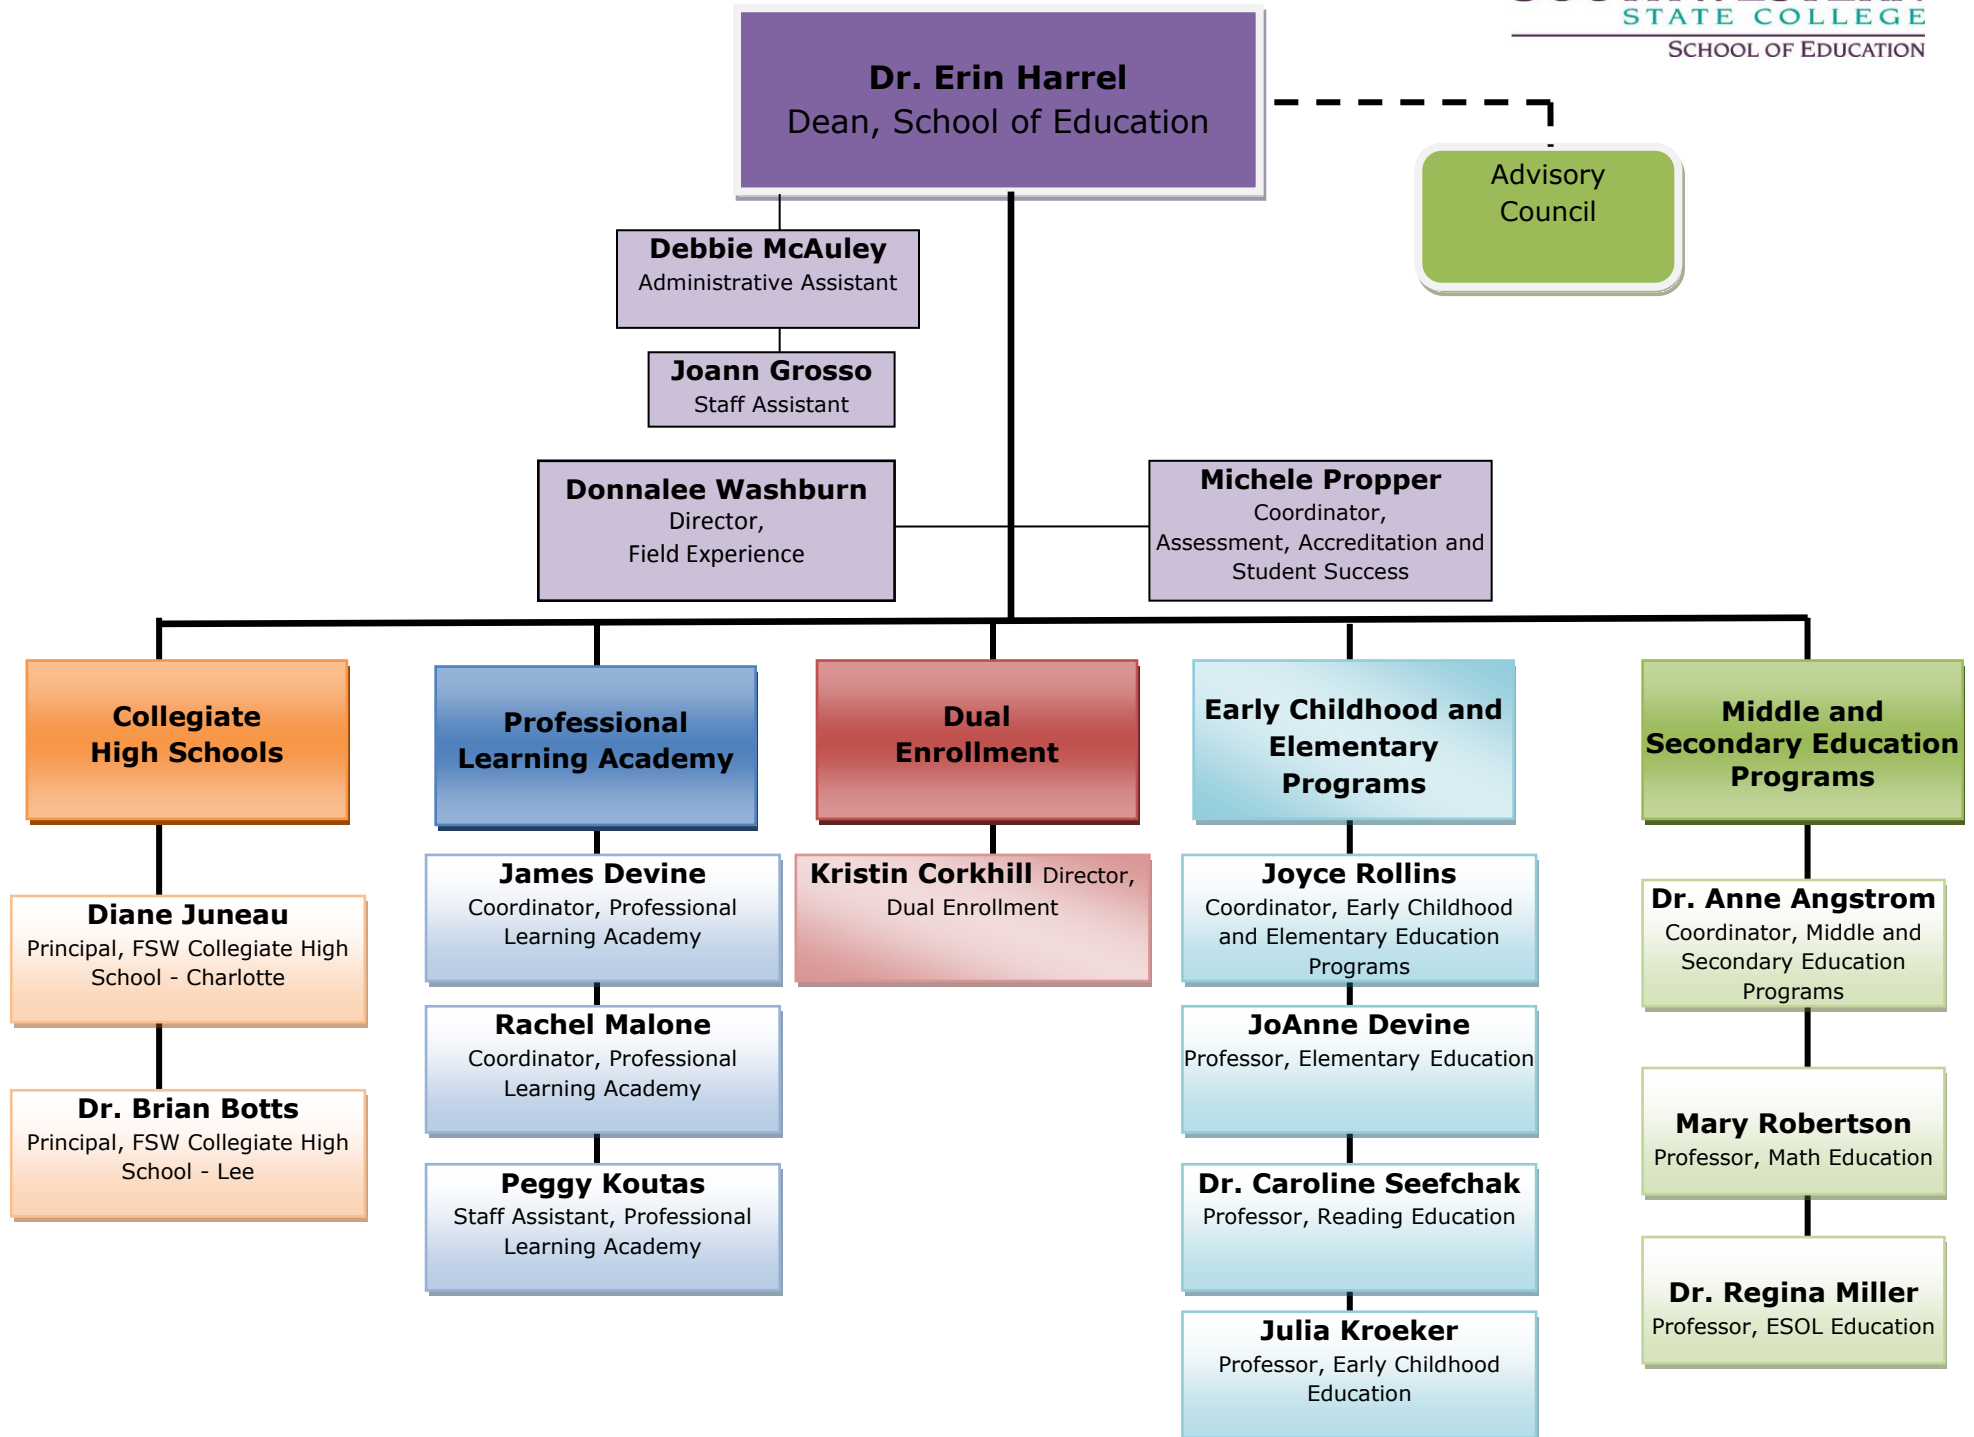 STATE COLLEGE
SCHOOL OF EDUCATION
Dr. Erin Harrel
Dean, School of Education
Advisory
Council
Debbie McAuley
Administrative Assistant
Joann Grosso
Staff Assistant
Donnalee Washburn
Director,
Field Experience
Michele Propper
Coordinator,
Assessment, Accreditation and
Student Success
Collegiate
High Schools
Professional
Learning Academy
Dual
Enrollment
Early Childhood and
Elementary
Programs
Middle and
Secondary Education
Programs
Diane Juneau
Principal, FSW Collegiate High
School - Charlotte
Dr. Brian Botts
Principal, FSW Collegiate High
School - Lee
James Devine
Coordinator, Professional
Learning Academy
Rachel Malone
Coordinator, Professional
Learning Academy
Peggy Koutas
Staff Assistant, Professional
Learning Academy
Kristin Corkhill Director,
Dual Enrollment
Joyce Rollins
Coordinator, Early Childhood
and Elementary Education
Programs
JoAnne Devine
Professor, Elementary Education
Dr. Caroline Seefchak
Professor, Reading Education
Julia Kroeker
Professor, Early Childhood
Education
Dr. Anne Angstrom
Coordinator, Middle and
Secondary Education
Programs
Mary Robertson
Professor, Math Education
Dr. Regina Miller
Professor, ESOL Education